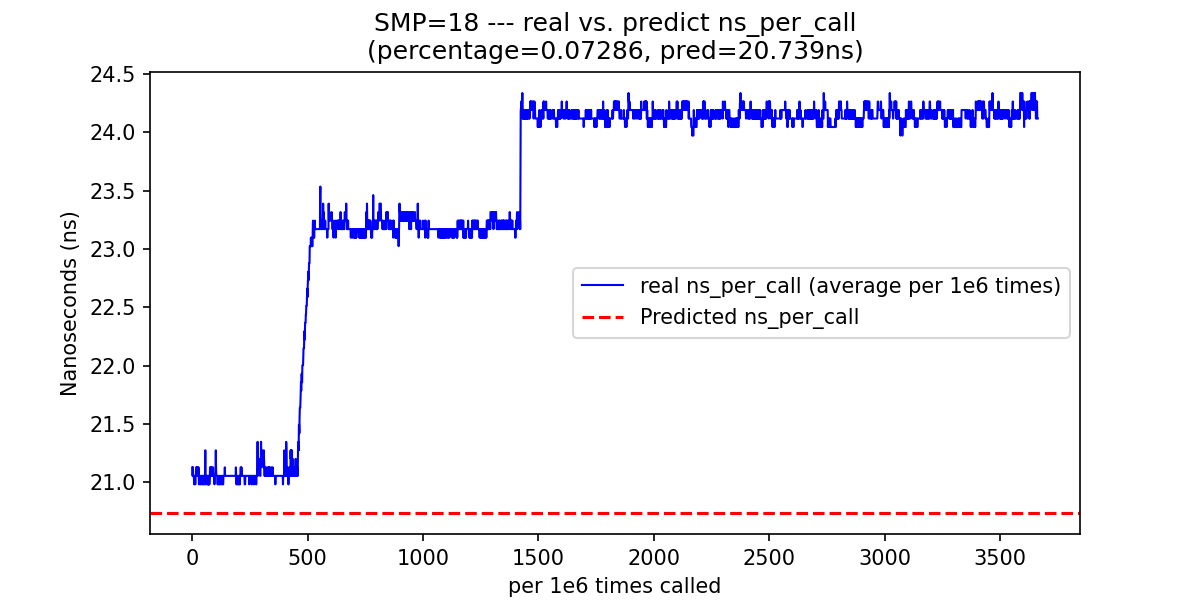 SMP=18 --- real vs. predict ns_per_call
(percentage=0.07286, pred=20.739ns)
24.5
24.0
23.5
23.0
22.5
22.0
21.5
21.0
Nanoseconds (ns)
real ns_per_call (average per 1e6 times)
Predicted ns_per_call
0 500 1000 1500 2000 2500 3000 3500
per 1e6 times called